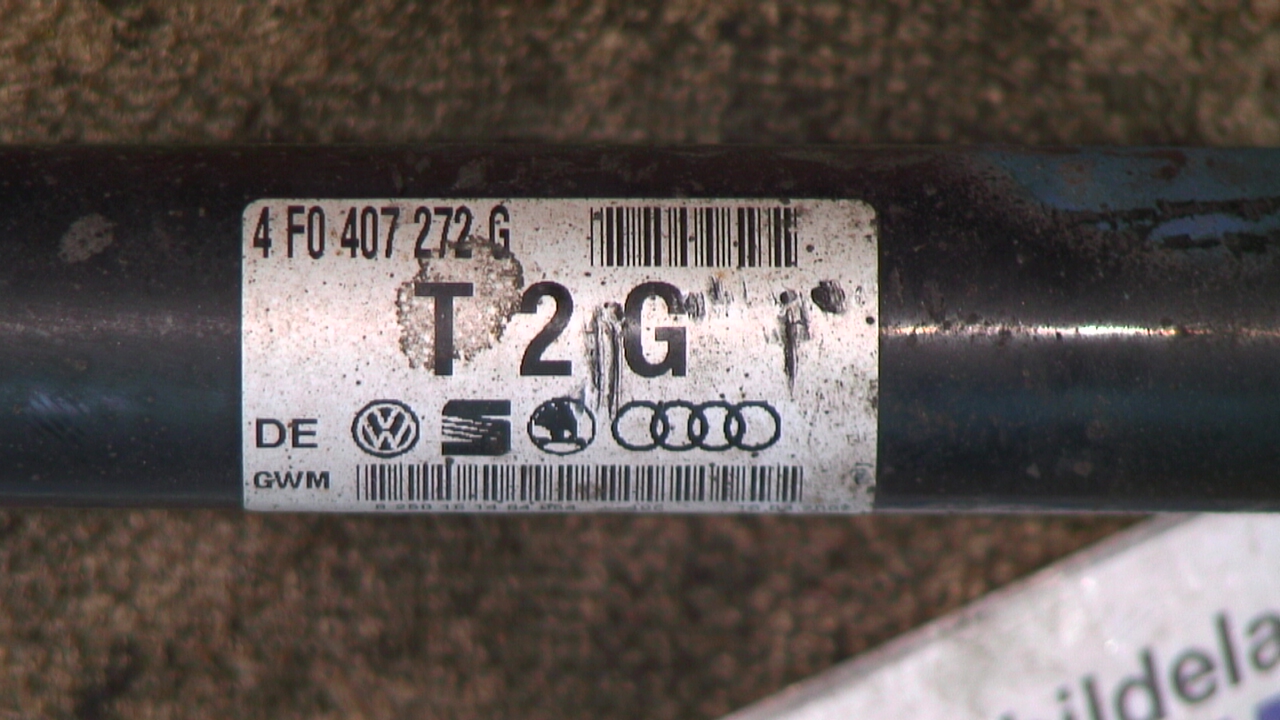 4 F0 407 272 G
T 2 G
DE
GWM
ildela